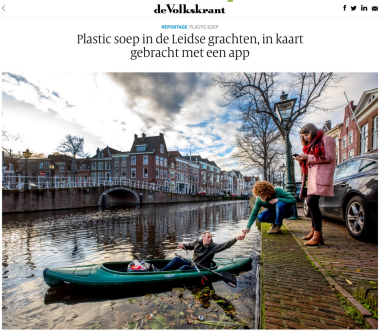 de Volkskrant
REPORTAGE PLASTIC SOEP
Plastic soep in de Leidse grachten, in kaart
gebracht met een app